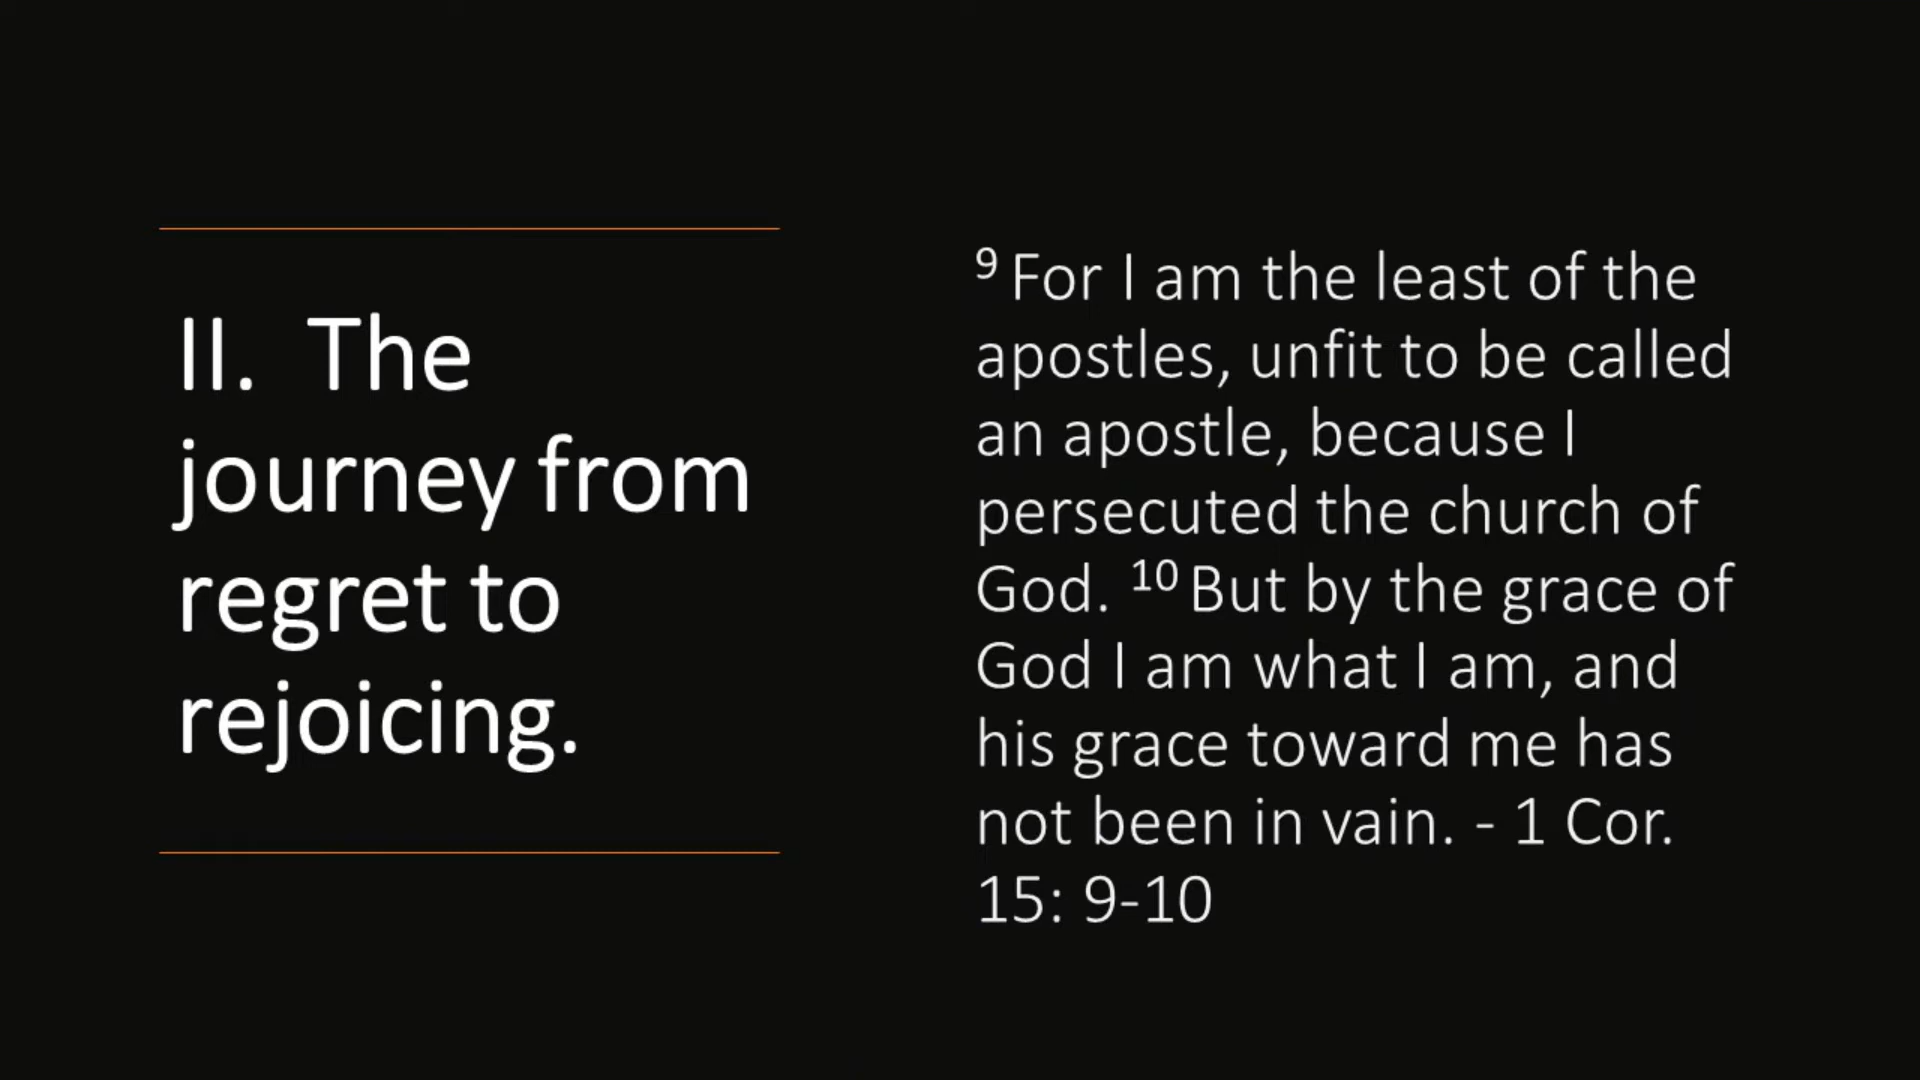 II.  The
journey from
regret to
rejoicing.
9 For I am the least of the
apostles, unfit to be called
an apostle, because I
persecuted the church of
God. 10 But by the grace of
God I am what I am, and
his grace toward me has
not been in vain. - 1 Cor.
15: 9-10